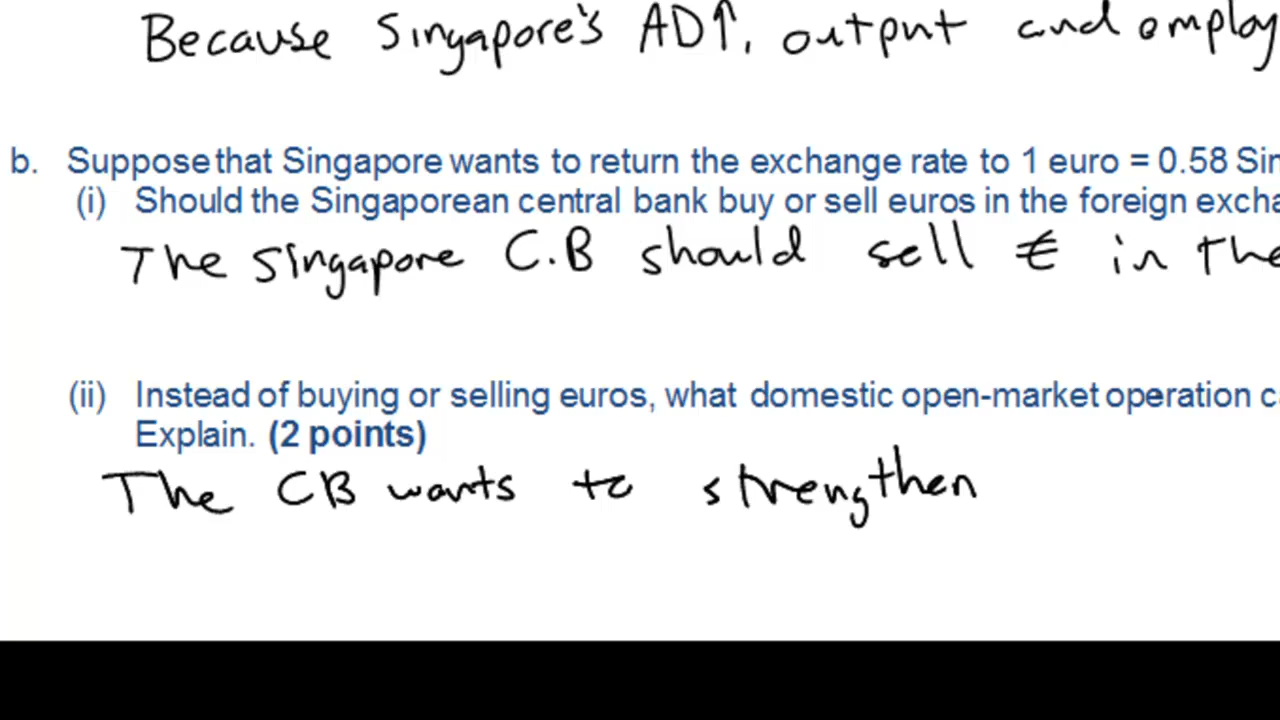 Because Singapore's AD↑, output and employ
b. Suppose that Singapore wants to return the exchange rate to 1 euro = 0.58 Sin
(i) Should the Singaporean central bank buy or sell euros in the foreign excha
The Singapore C.B should sell € in the
(ii) Instead of buying or selling euros, what domestic open-market operation ca
Explain. (2 points)
The CB wants to strengthen